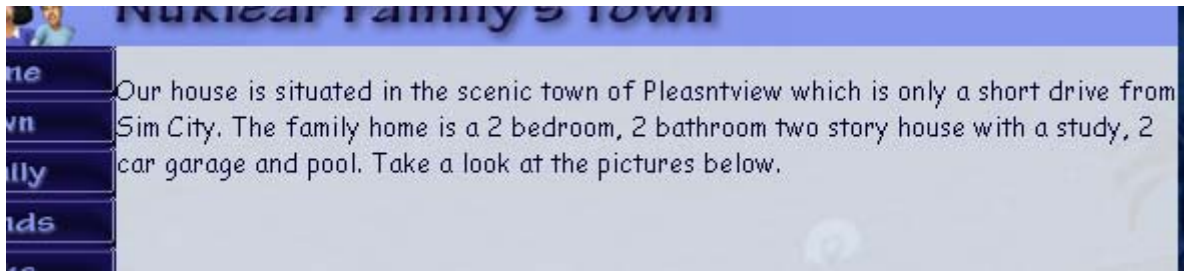 Nuklear Family's Town
Our house is situated in the scenic town of Pleasntview which is only a short drive from
Sim City. The family home is a 2 bedroom, 2 bathroom two story house with a study, 2
car garage and pool. Take a look at the pictures below.